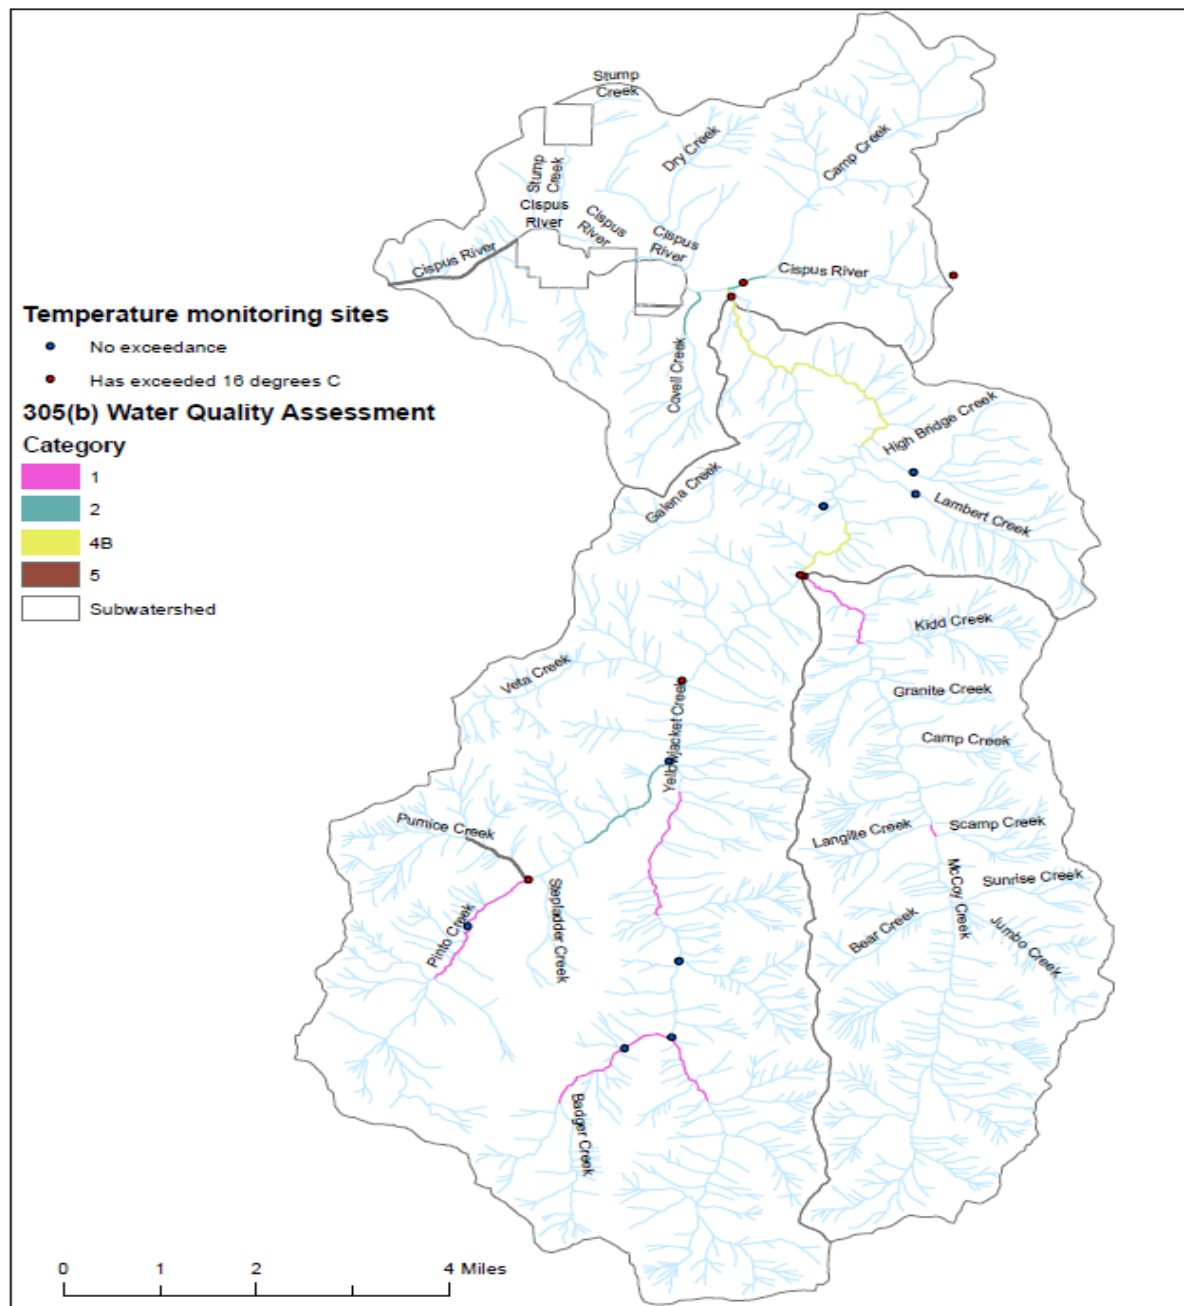 Stump
Creek
Dry Creek
Camp Creek
Stump
Creek
Cispus
River
Cispus
River
Cispus
River
Cispus River
Cispus River
Temperature monitoring sites
No exceedance
Has exceeded 16 degrees C
305(b) Water Quality Assessment
Category
1
2
4B
5
Subwatershed
Covell Creek
High Bridge Creek
Galena Creek
Lambert Creek
Kidd Creek
Veta Creek
Granite Creek
Yellowjacket Creek
Camp Creek
Pumice Creek
Langille Creek
Scamp Creek
McCoy Creek
Sunrise Creek
Stepladder Creek
Pinto Creek
Bear Creek
Jumbo Creek
Badger Creek
0 1 2 4 Miles